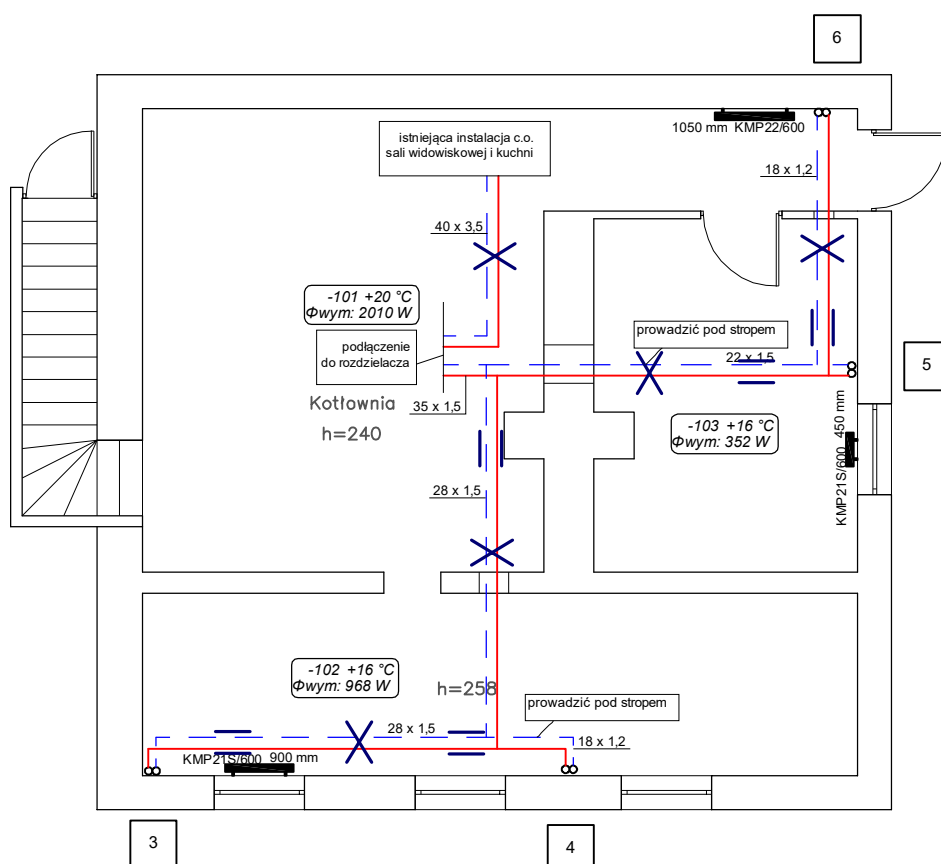 6
istniejąca instalacja c.o.
sali widowiskowej i kuchni
1050 mm KMP22/600
18 x 1,2
40 x 3,5
-101 +20 °C
Φwym: 2010 W
podłączenie
do rozdzielacza
prowadzić pod stropem
22 x 1,5
5
Kotłownia
h=240
35 x 1,5
-103 +16 °C
Φwym: 352 W
KMP21S/600 450 mm
28 x 1,5
-102 +16 °C
Φwym: 968 W
h=258
prowadzić pod stropem
28 x 1,5
18 x 1,2
KMP21S/600 900 mm
3
4